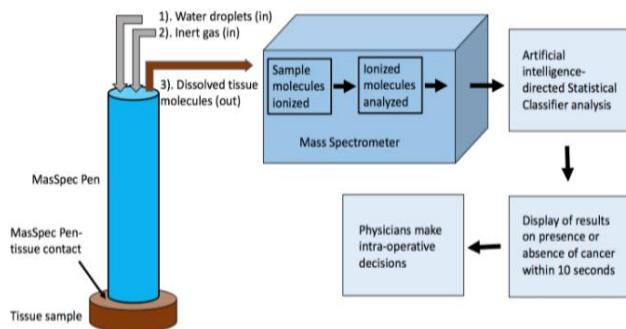 1). Water droplets (in)
2). Inert gas (in)
3). Dissolved tissue
molecules (out)
MasSpec Pen
MasSpec Pen-
tissue contact
Tissue sample
Sample
molecules
ionized
Ionized
molecules
analyzed
Mass Spectrometer
Artificial
intelligence-
directed Statistical
Classifier analysis
Display of results
on presence or
absence of cancer
within 10 seconds
Physicians make
intra-operative
decisions